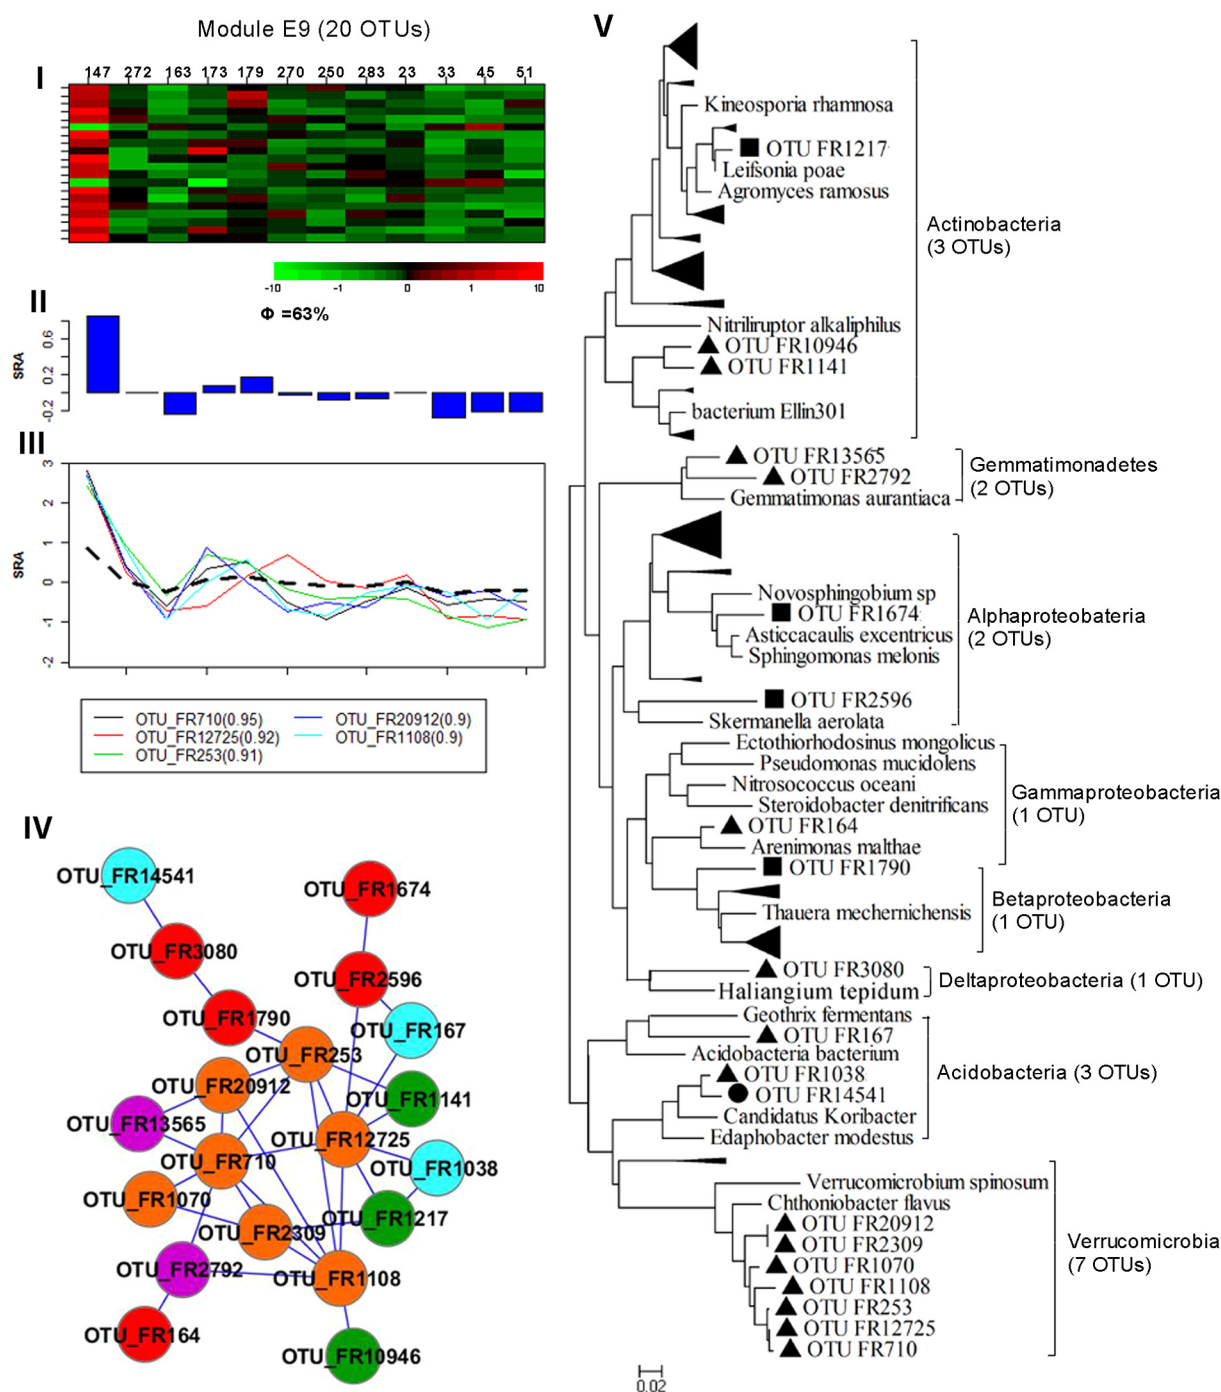 Module E9 (20 OTUs)
I
147 272 163 173 179 270 250 283 23 33 45 51
-10 -1 0 1 10
II
Φ =63%
SRA
0.6
0.2
-0.2
III
SRA
3
2
1
0
-1
-2
OTU_FR710(0.95)
OTU_FR12725(0.92)
OTU_FR253(0.91)
OTU_FR20912(0.9)
OTU_FR1108(0.9)
IV
OTU_FR14541
OTU_FR1674
OTU_FR3080
OTU_FR2596
OTU_FR1790
OTU_FR167
OTU_FR253
OTU_FR20912
OTU_FR1141
OTU_FR13565
OTU_FR12725
OTU_FR710
OTU_FR1038
OTU_FR1070
OTU_FR1217
OTU_FR2309
OTU_FR2792
OTU_FR1108
OTU_FR164
OTU_FR10946
V
Kineosporia rhamnosa
OTU FR1217
Leifsonia poae
Agromyces ramosus
Nitriliruptor alkaliphilus
OTU FR10946
OTU FR1141
bacterium Ellin301
Actinobacteria
(3 OTUs)
OTU FR13565
OTU FR2792
Gemmatimonas aurantiaca
Gemmatimonadetes
(2 OTUs)
Novosphingobium sp
OTU FR1674
Asticcacaulis excentricus
Sphingomonas melonis
OTU FR2596
Skermanella aerolata
Alphaproteobateria
(2 OTUs)
Ectothiorhodosinus mongolicus
Pseudomonas mucidolens
Nitrosococcus oceani
Steroidobacter denitrificans
OTU FR164
Arenimonas malthae
Gammaproteobacteria
(1 OTU)
OTU FR1790
Thauera mechernichensis
Betaproteobacteria
(1 OTU)
OTU FR3080
Haliangium tepidum
Deltaproteobacteria (1 OTU)
Geothrix fermentans
OTU FR167
Acidobacteria bacterium
OTU FR1038
OTU FR14541
Candidatus Koribacter
Edaphobacter modestus
Acidobacteria (3 OTUs)
Verrucomicrobium spinosum
Chthoniobacter flavus
OTU FR20912
OTU FR2309
OTU FR1070
OTU FR1108
OTU FR253
OTU FR12725
OTU FR710
Verrucomicrobia
(7 OTUs)
0.02